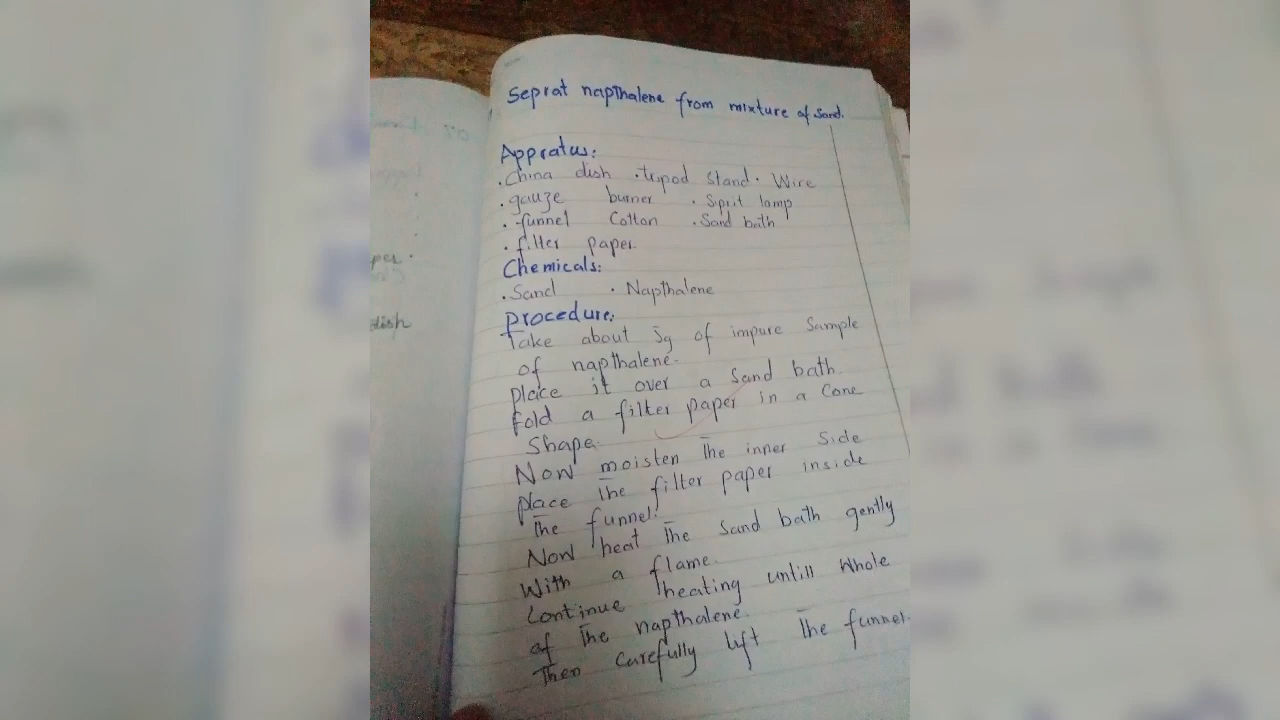 Seprat napthalene from mixture of sand.
Appratus:
.China dish .tripod stand. Wire
.gauze burner .Sprit lamp
.funnel Cotton .Sand bath
.filter paper.
Chemicals:
.Sand .Napthalene
procedure:
Take about 5g of impure Sample
of napthalene.
place it over a sand bath.
fold a filter paper in a Cone
Shape.
Now moisten the inner Side
place the filter paper inside
the funnel.
Now heat the sand bath gently
With a flame.
Continue heating untill Whole
of the napthalene.
Then carefully lift the funnel.
dish